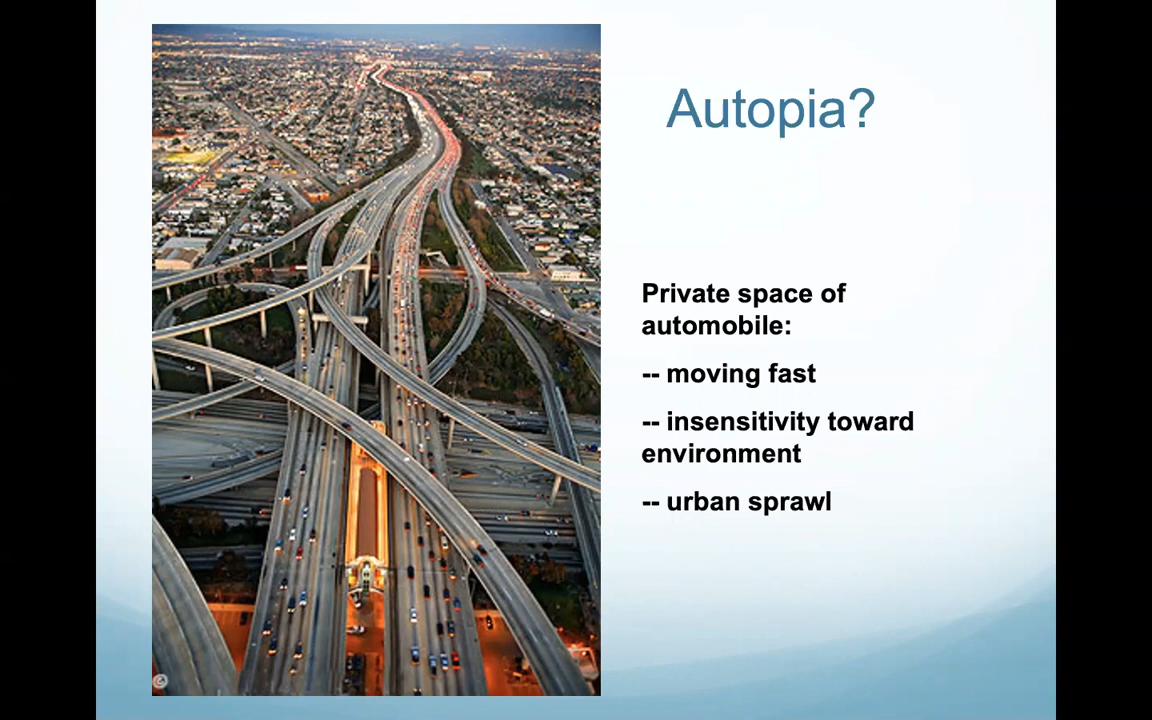 Autopia?
Private space of
automobile:
-- moving fast
-- insensitivity toward
environment
-- urban sprawl